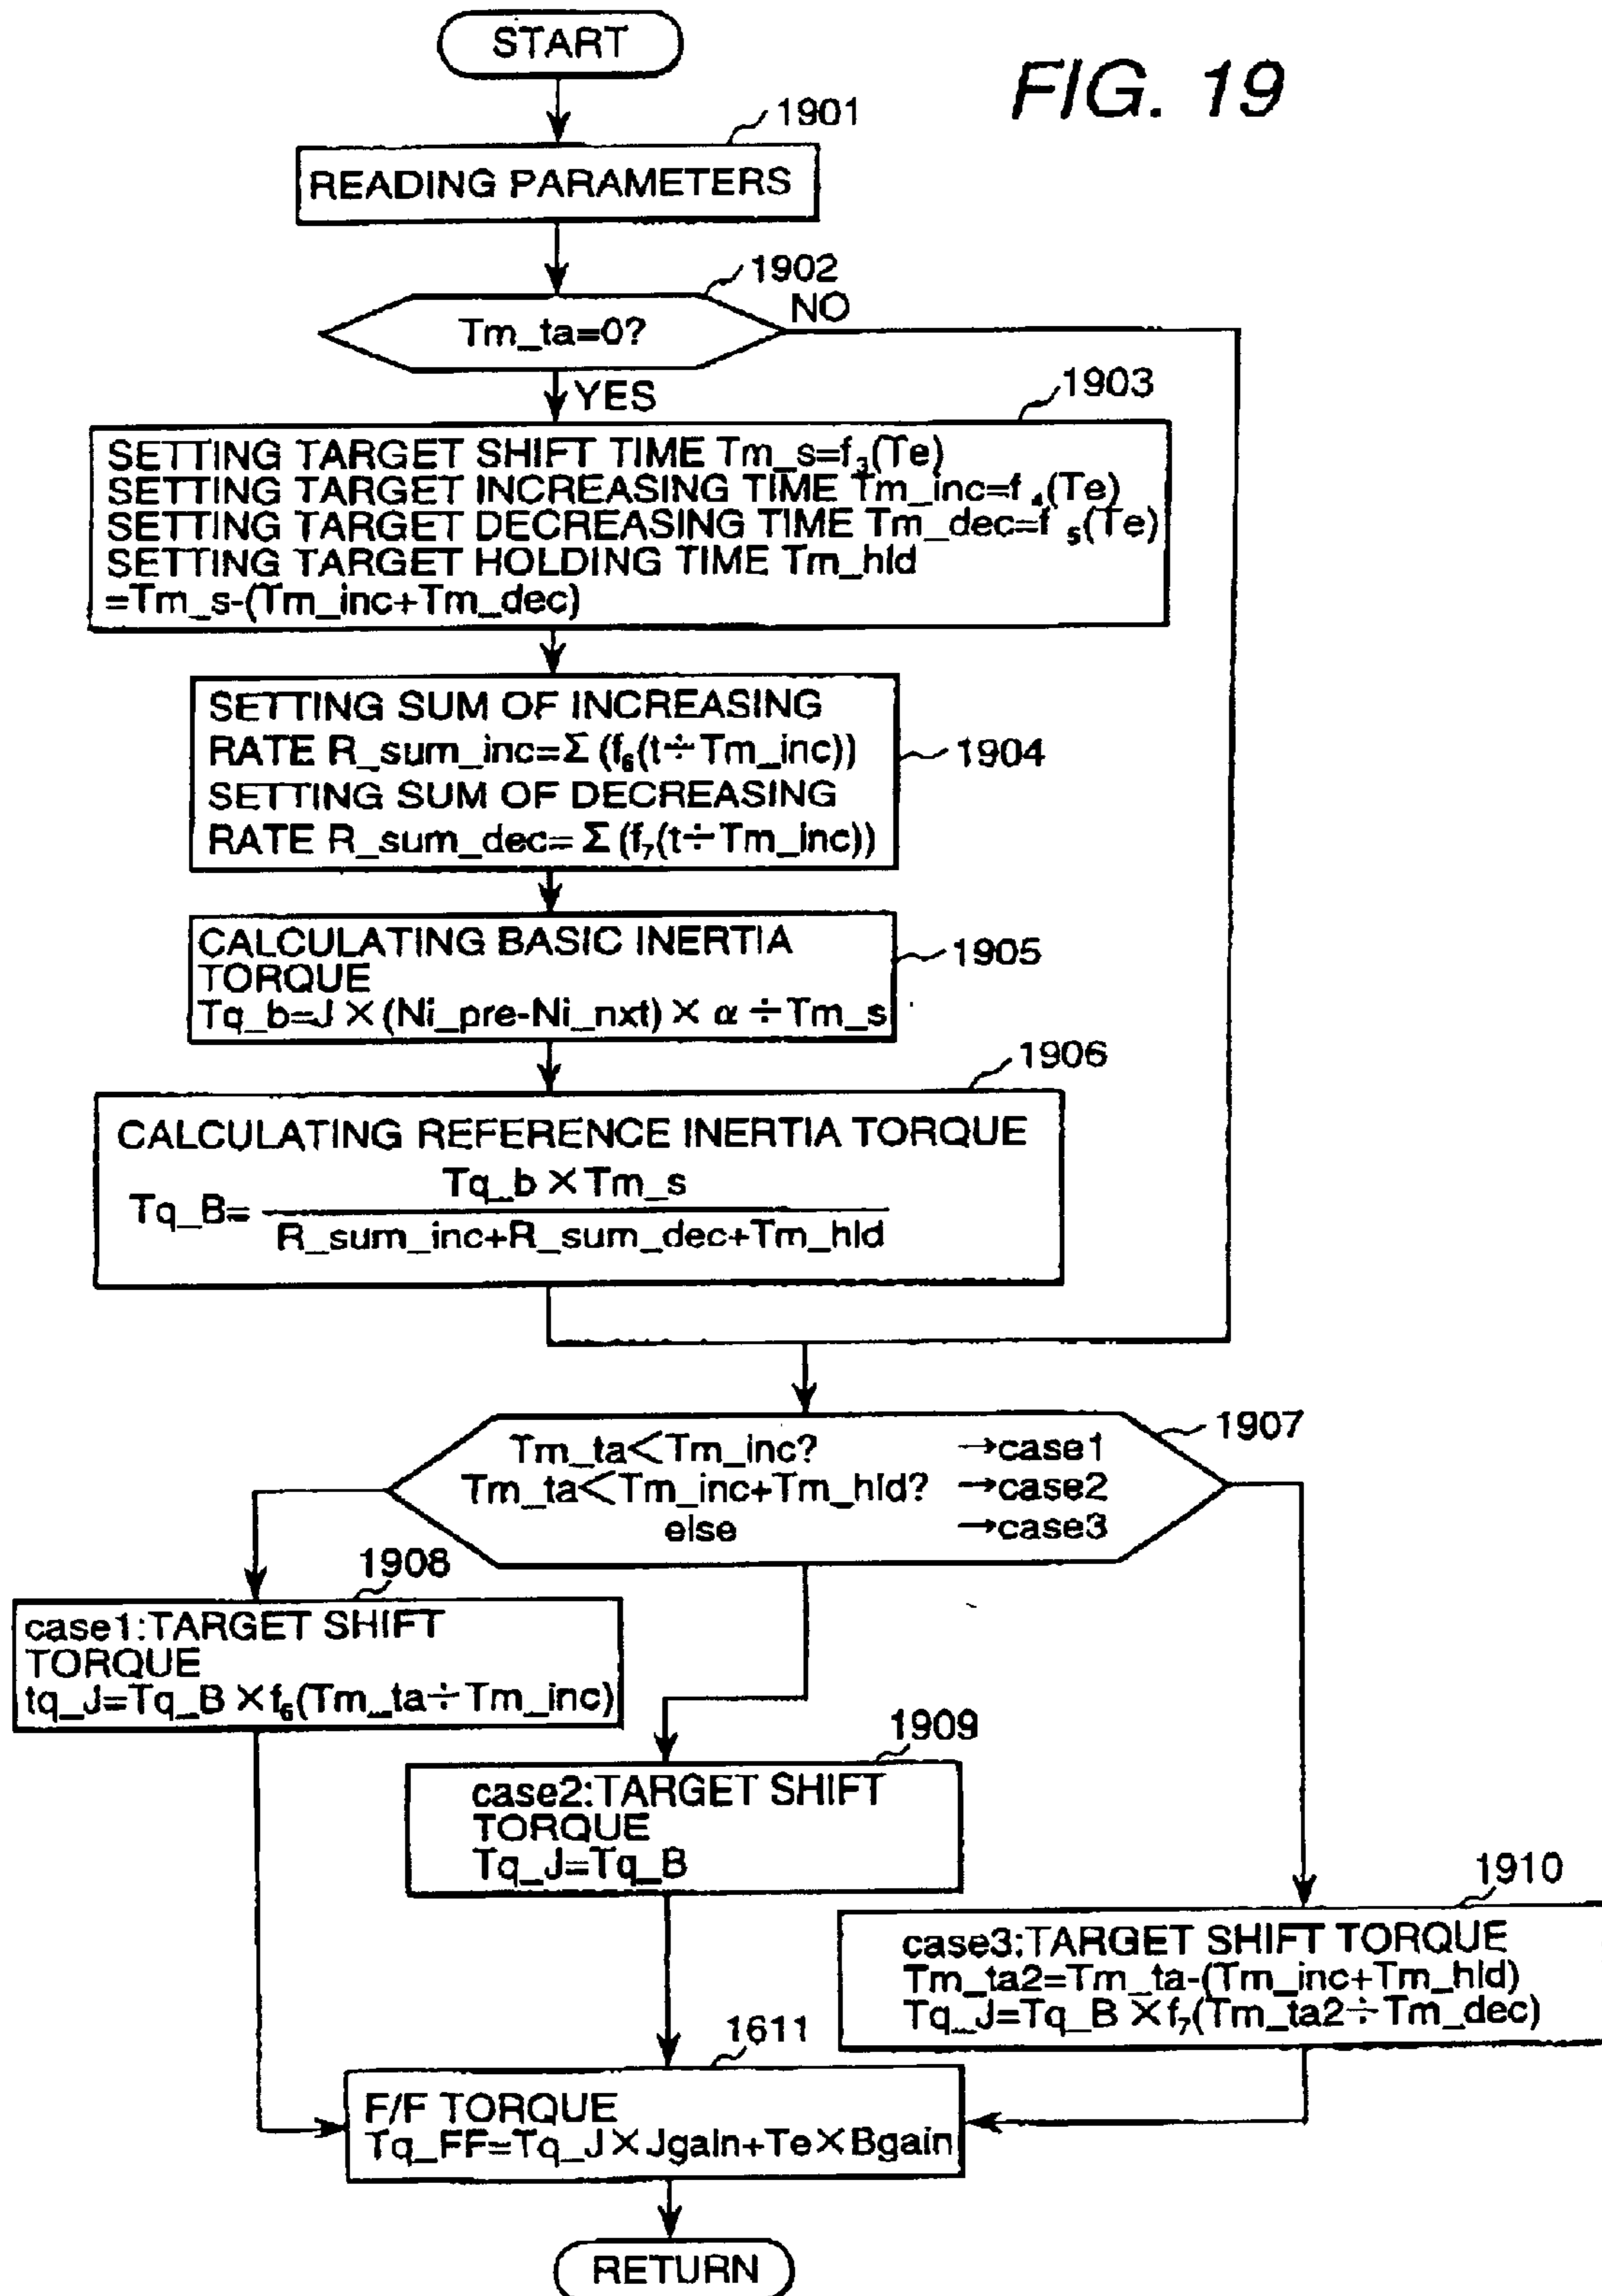 START
FIG. 19
1901
READING PARAMETERS
1902
Tm_ta=0?
NO
YES
1903
SETTING TARGET SHIFT TIME Tm_s=f₃(Te)
SETTING TARGET INCREASING TIME Tm_inc=f₄(Te)
SETTING TARGET DECREASING TIME Tm_dec=f₅(Te)
SETTING TARGET HOLDING TIME Tm_hld
=Tm_s-(Tm_inc+Tm_dec)
SETTING SUM OF INCREASING
RATE R_sum_inc=Σ(f₆(t÷Tm_inc))
SETTING SUM OF DECREASING
RATE R_sum_dec=Σ(f₇(t÷Tm_inc))
1904
CALCULATING BASIC INERTIA
TORQUE
Tq_b=J×(Ni_pre-Ni_nxt)×α÷Tm_s
1905
1906
CALCULATING REFERENCE INERTIA TORQUE
Tq_b×Tm_s
Tq_B=
R_sum_inc+R_sum_dec+Tm_hld
1907
Tm_ta<Tm_inc? →case1
Tm_ta<Tm_inc+Tm_hld? →case2
else →case3
1908
case1:TARGET SHIFT
TORQUE
tq_J=Tq_B×f₆(Tm_ta÷Tm_inc)
1909
case2:TARGET SHIFT
TORQUE
Tq_J=Tq_B
1910
case3:TARGET SHIFT TORQUE
Tm_ta2=Tm_ta-(Tm_inc+Tm_hld)
Tq_J=Tq_B×f₇(Tm_ta2÷Tm_dec)
1611
F/F TORQUE
Tq_FF=Tq_J×Jgain+Te×Bgain
RETURN